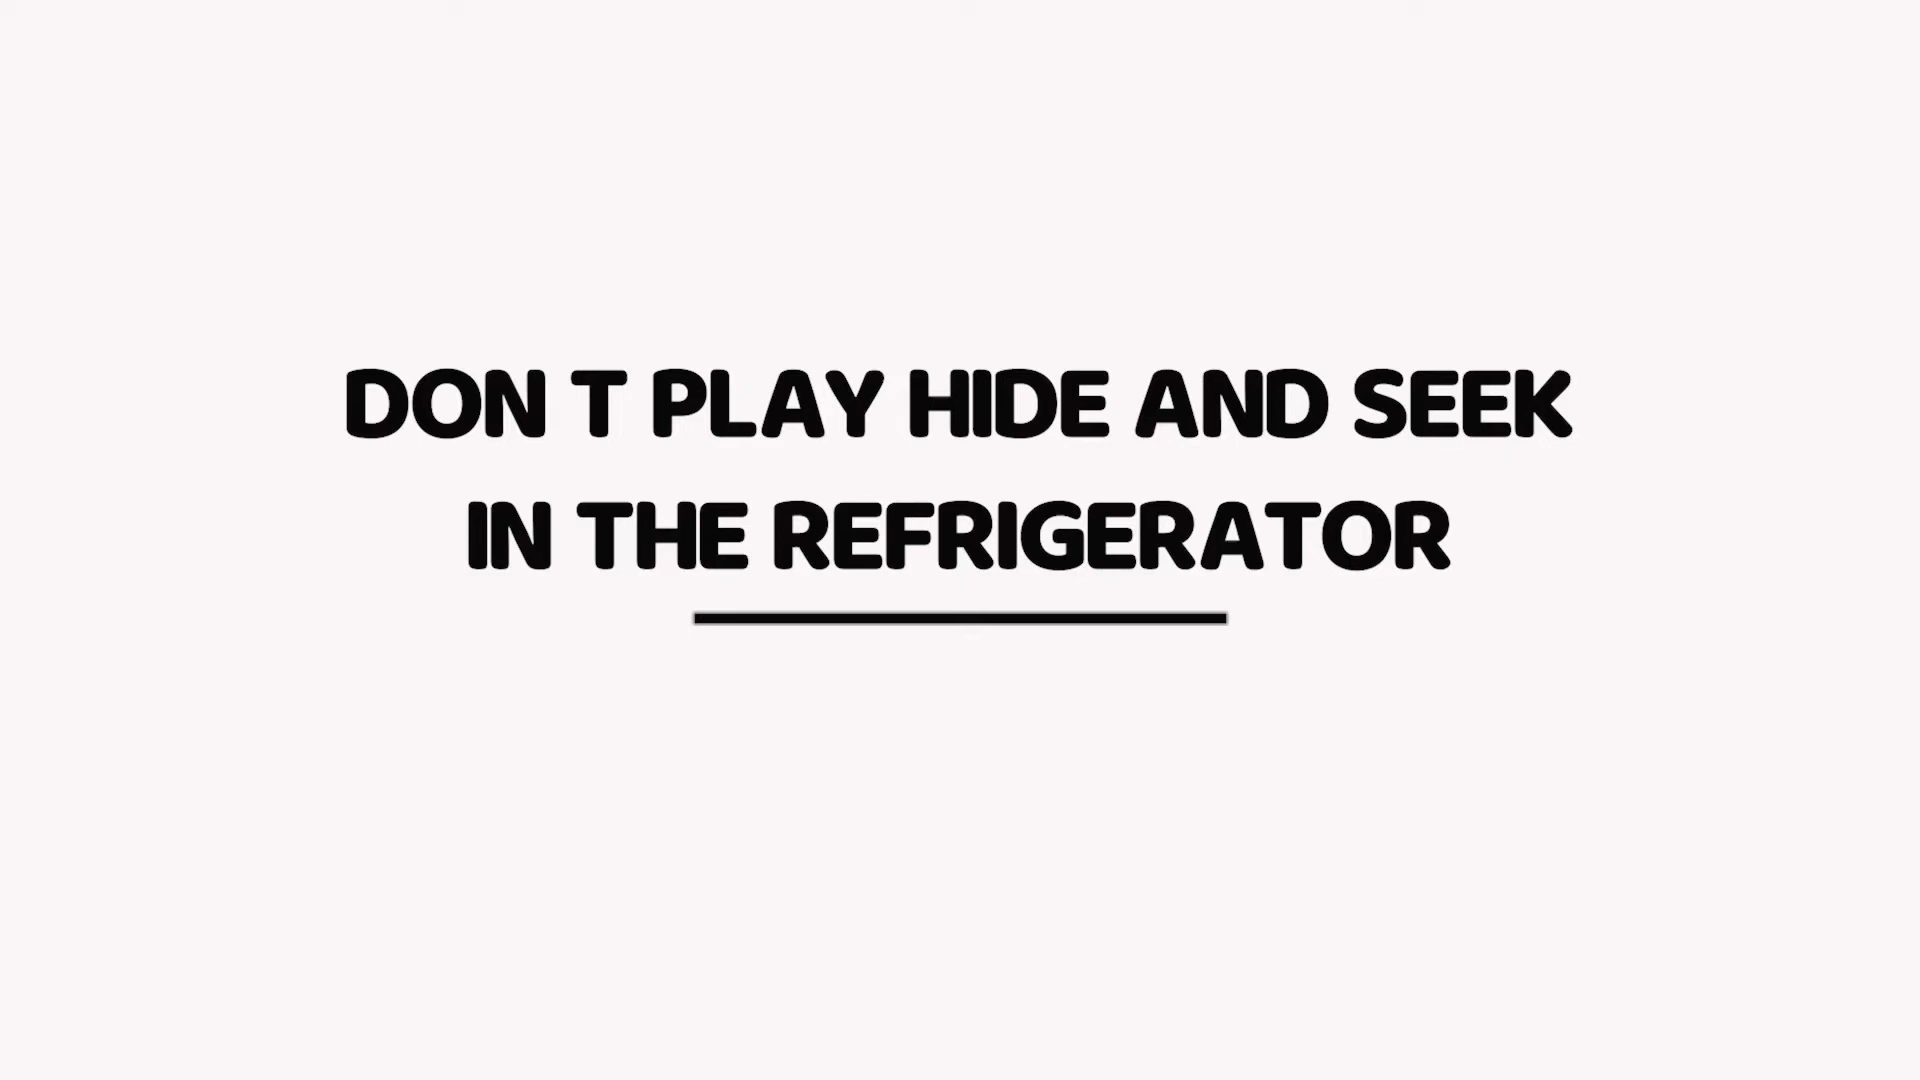 DON T PLAY HIDE AND SEEK
IN THE REFRIGERATOR